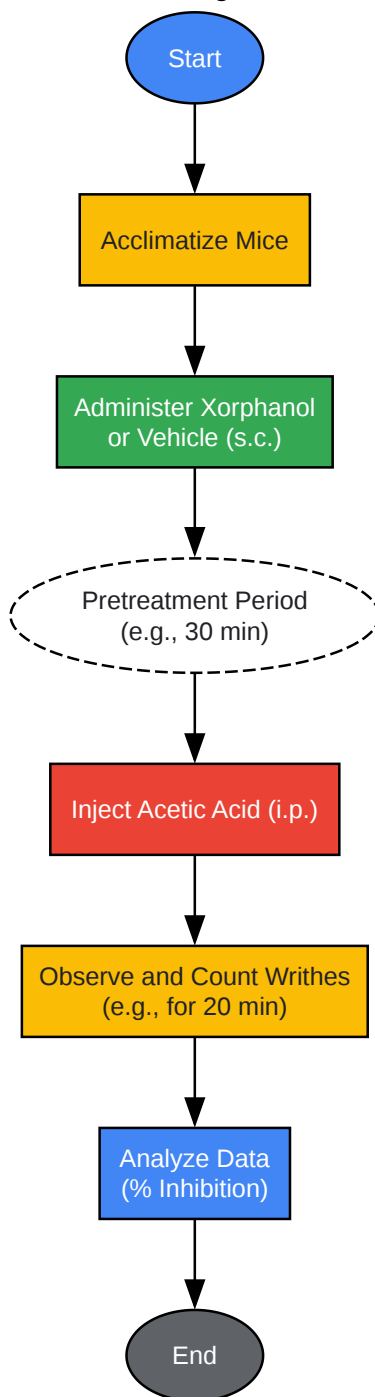 Start
Acclimatize Mice
Administer Xorphanol
or Vehicle (s.c.)
Pretreatment Period
(e.g., 30 min)
Inject Acetic Acid (i.p.)
Observe and Count Writhes
(e.g., for 20 min)
Analyze Data
(% Inhibition)
End